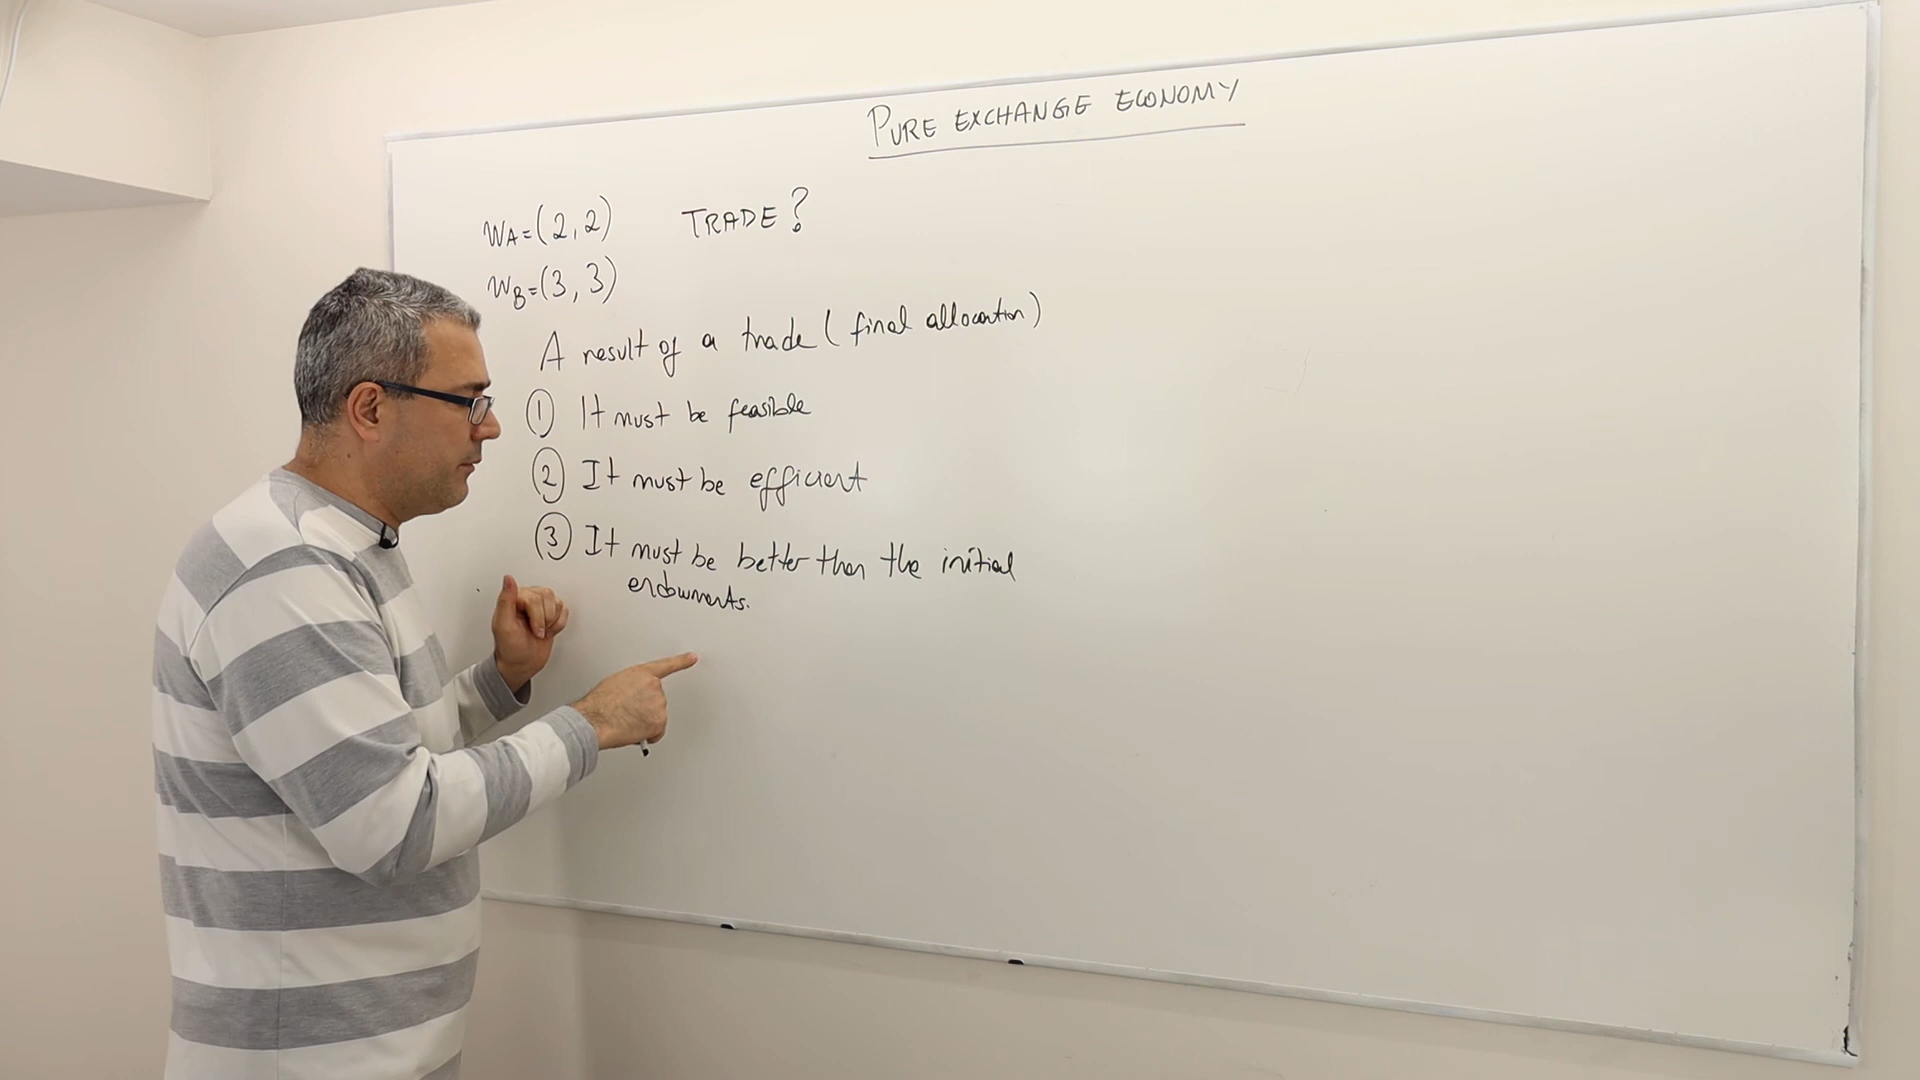 PURE EXCHANGE ECONOMY
WA=(2,2) TRADE?
WB=(3,3)
A result of a trade (final allocation)
① It must be feasible
② It must be efficient
③ It must be better than the initial
endowments.